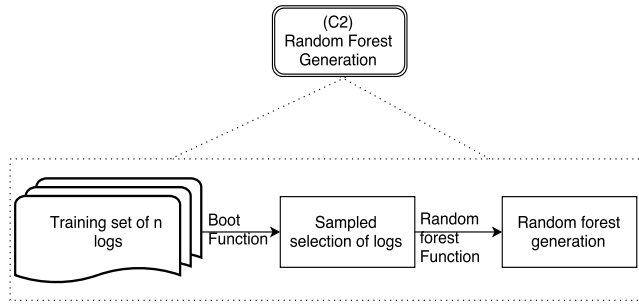 (C2)
Random Forest
Generation
Training set of n
logs
Boot
Function
Sampled
selection of logs
Random
forest
Function
Random forest
generation